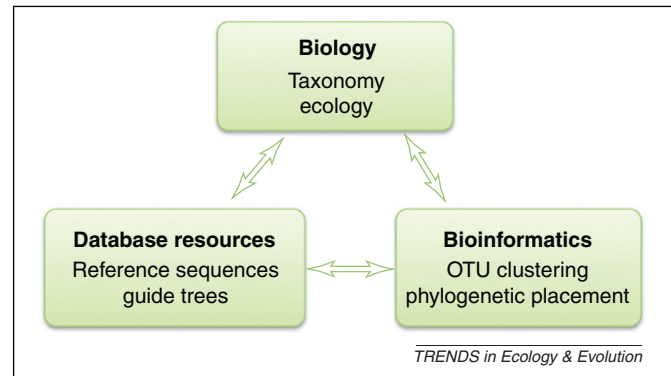 Biology
Taxonomy
ecology
Database resources
Reference sequences
guide trees
Bioinformatics
OTU clustering
phylogenetic placement
TRENDS in Ecology & Evolution